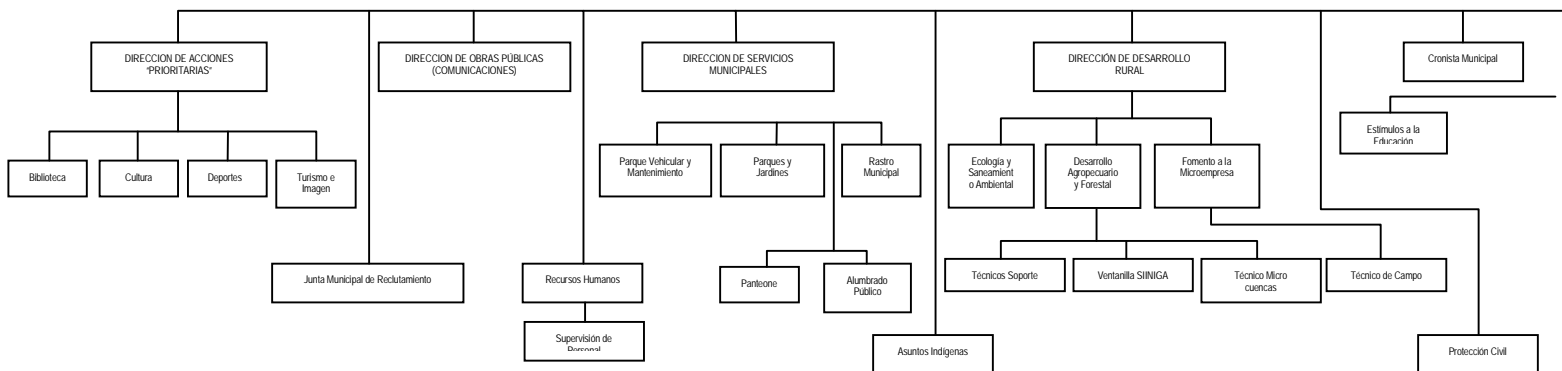 DIRECCION DE ACCIONES
“PRIORITARIAS”
DIRECCION DE OBRAS PÚBLICAS
(COMUNICACIONES)
DIRECCION DE SERVICIOS
MUNICIPALES
DIRECCIÓN DE DESARROLLO
RURAL
Cronista Municipal
Estímulos a la
Educación
Biblioteca
Cultura
Deportes
Turismo e
Imagen
Parque Vehicular y
Mantenimiento
Parques y
Jardines
Rastro
Municipal
Ecología y
Saneamient
o Ambiental
Desarrollo
Agropecuario
y Forestal
Fomento a la
Microempresa
Junta Municipal de Reclutamiento
Recursos Humanos
Panteone
Alumbrado
Público
Técnicos Soporte
Ventanilla SIINIGA
Técnico Micro
cuencas
Técnico de Campo
Supervisión de
Personal
Asuntos Indígenas
Protección Civil